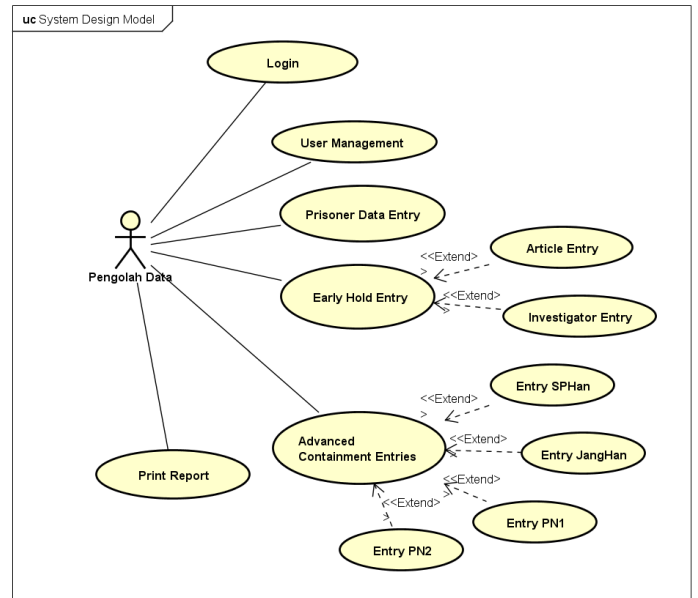 uc System Design Model
Login
User Management
Prisoner Data Entry
Pengolah Data
Early Hold Entry
<<Extend>
>
Article Entry
<<Extend>
>
Investigator Entry
Advanced
Containment Entries
<<Extend>
>
Entry SPHan
<<Extend>
>
Entry JangHan
<<Extend>
>
Entry PN1
<<Extend>
>
Entry PN2
Print Report